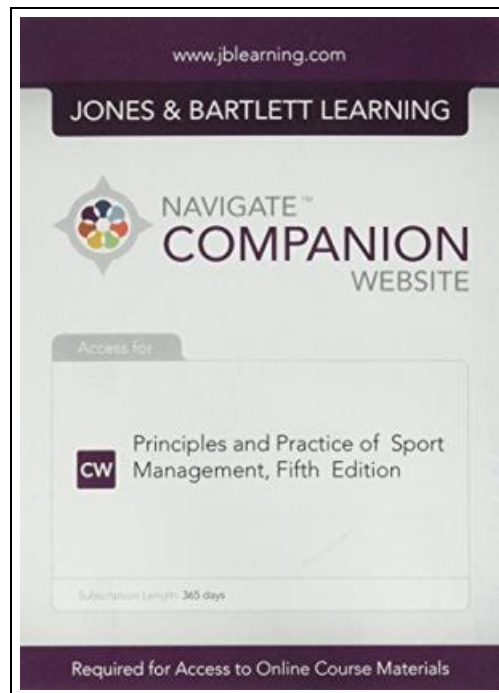 www.jblearning.com
JONES & BARTLETT LEARNING
NAVIGATE™
COMPANION
WEBSITE
Access for
CW
Principles and Practice of Sport
Management, Fifth Edition
Subscription Length: 365 days
Required for Access to Online Course Materials